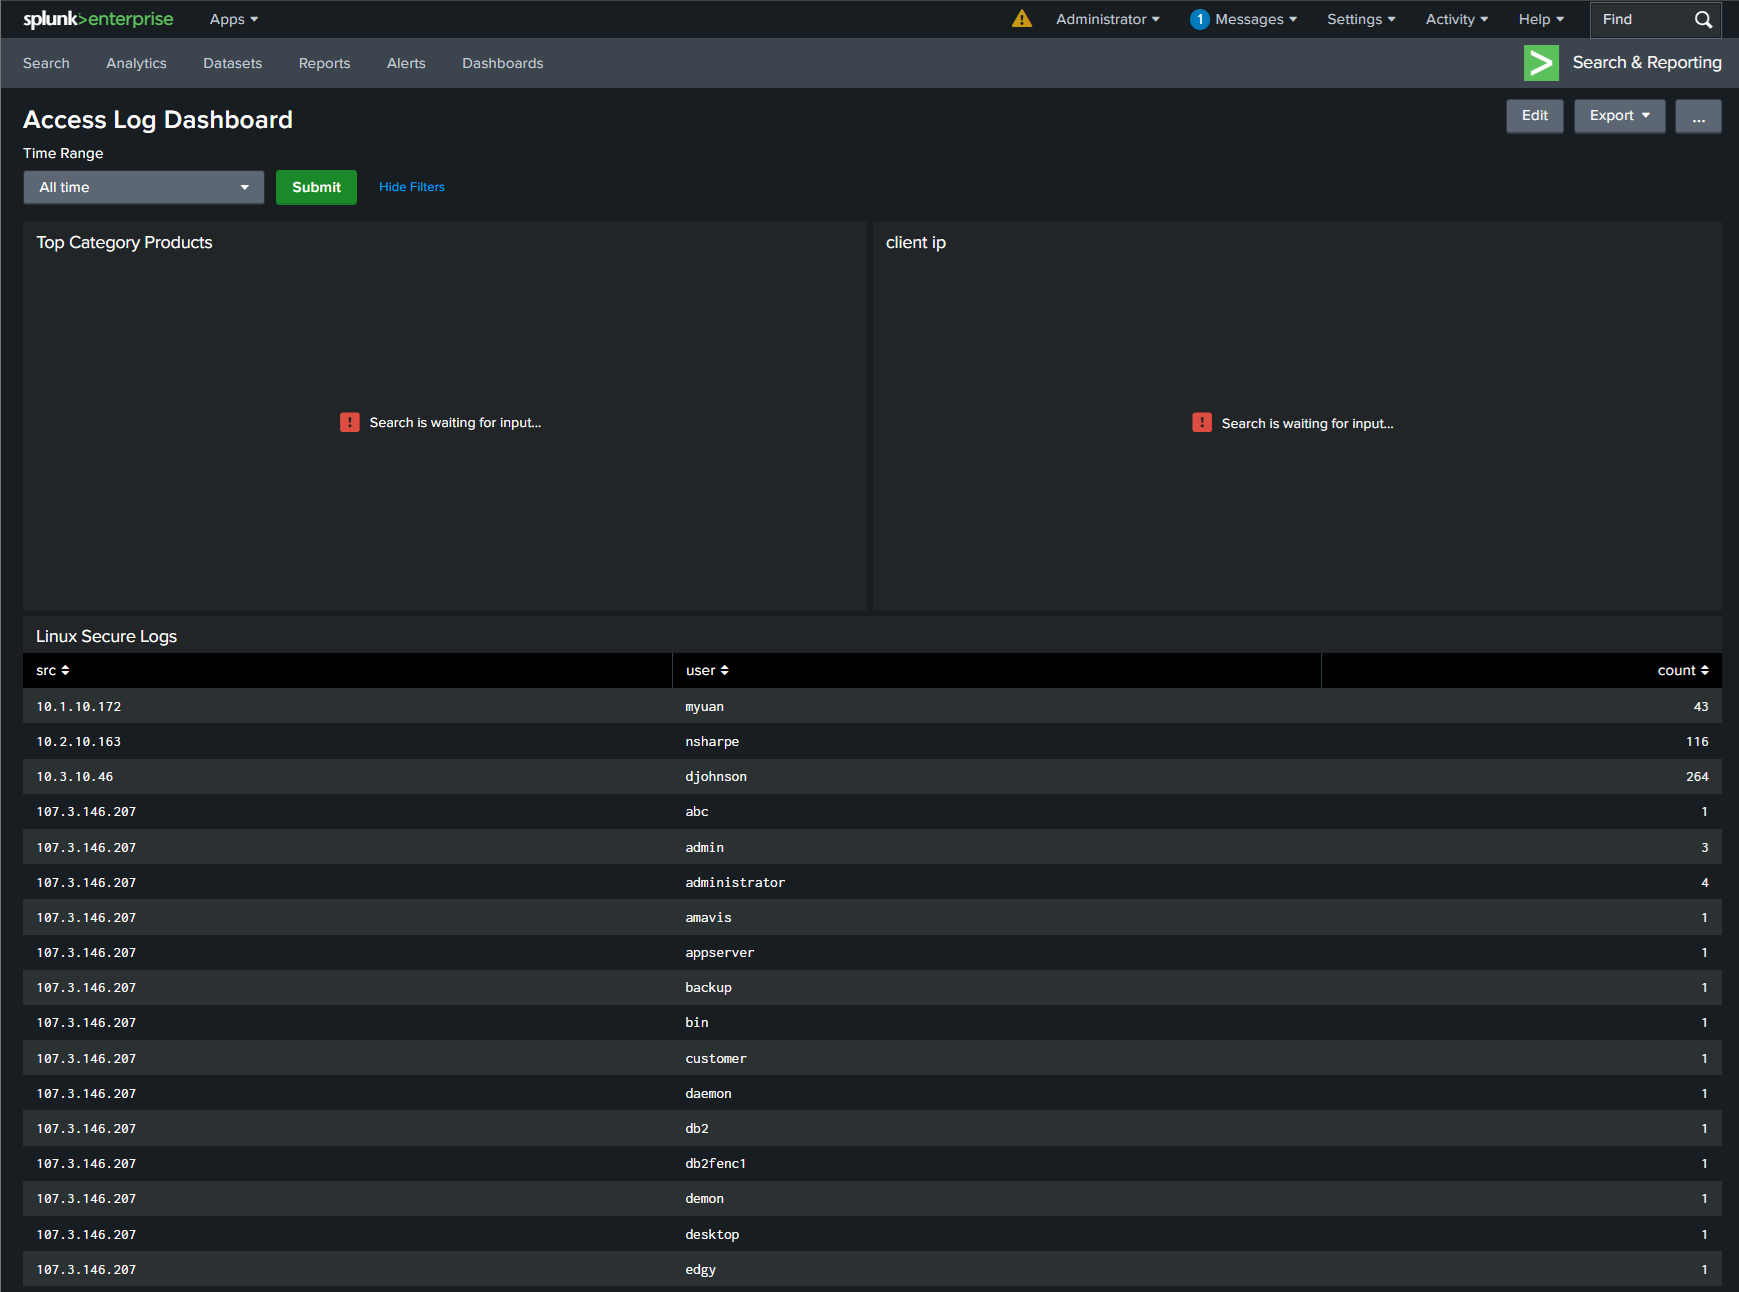 splunk>enterprise Apps Administrator 1 Messages Settings Activity Help Find
Search Analytics Datasets Reports Alerts Dashboards Search & Reporting
Access Log Dashboard Edit Export ...
Time Range
All time Submit Hide Filters
Top Category Products client ip
! Search is waiting for input... ! Search is waiting for input...
Linux Secure Logs
src user count
10.1.10.172 myuan 43
10.2.10.163 nsharpe 116
10.3.10.46 djohnson 264
107.3.146.207 abc 1
107.3.146.207 admin 3
107.3.146.207 administrator 4
107.3.146.207 amavis 1
107.3.146.207 appserver 1
107.3.146.207 backup 1
107.3.146.207 bin 1
107.3.146.207 customer 1
107.3.146.207 daemon 1
107.3.146.207 db2 1
107.3.146.207 db2fenc1 1
107.3.146.207 demon 1
107.3.146.207 desktop 1
107.3.146.207 edgy 1